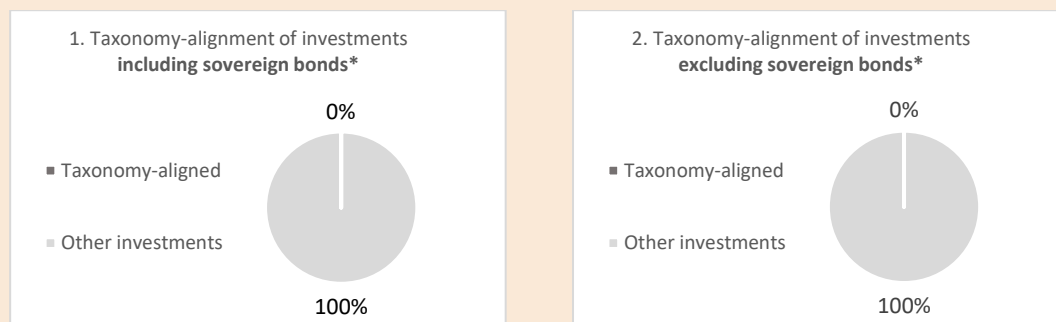 1. Taxonomy-alignment of investments
including sovereign bonds*
0%
Taxonomy-aligned
Other investments
100%
2. Taxonomy-alignment of investments
excluding sovereign bonds*
0%
Taxonomy-aligned
Other investments
100%